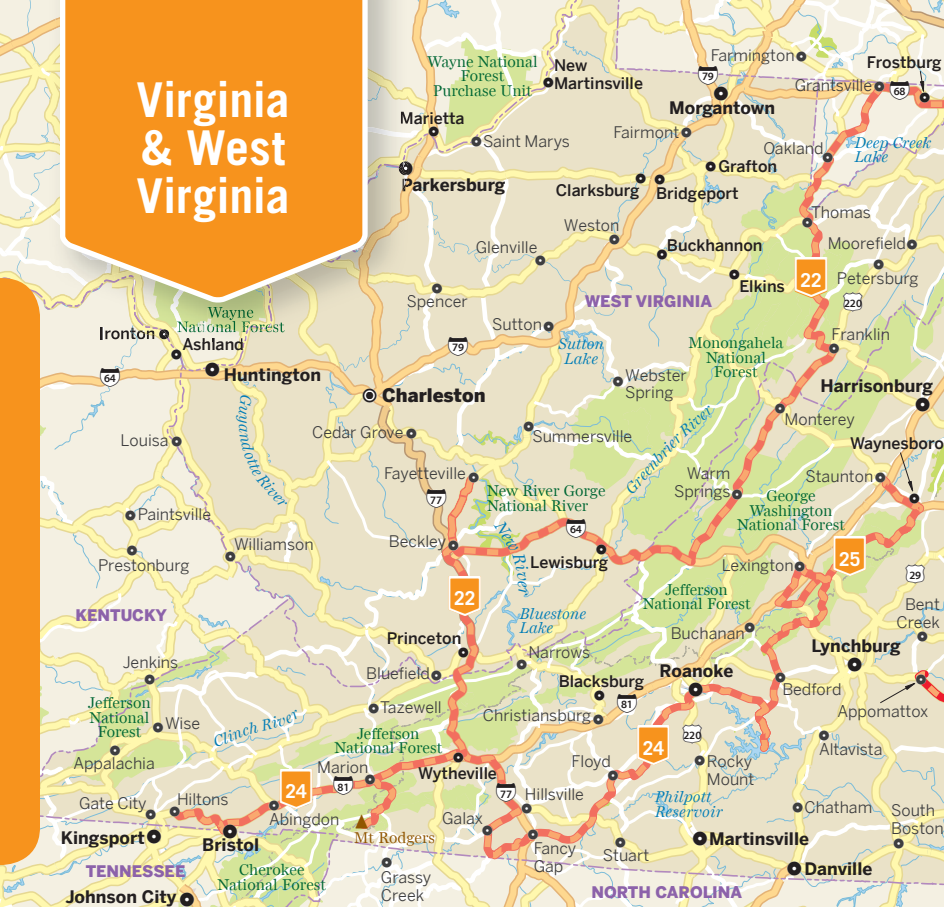 Virginia
& West
Virginia
Wayne National
Forest
Purchase Unit
New
Martinsville
Farmington
Frostburg
79
Grantsville
68
Morgantown
Marietta
Saint Marys
Fairmont
Oakland
Deep Creek
Lake
Parkersburg
Grafton
Clarksburg
Bridgeport
Thomas
Weston
Moorefield
Glenville
Buckhannon
Petersburg
22
Elkins
Spencer
WEST VIRGINIA
220
Wayne
National Forest
Sutton
Ironton
Ashland
79
Sutton
Lake
Monongahela
National
Forest
Franklin
64
Huntington
Webster
Spring
Harrisonburg
Charleston
Guyandotte River
Greenbrier River
Monterey
Louisa
Cedar Grove
Summersville
Waynesboro
Fayetteville
Warm
Springs
Staunton
77
New River Gorge
National River
George
Washington
National Forest
Paintsville
64
Beckley
New River
Williamson
Prestonburg
Lewisburg
Lexington
25
29
22
Jefferson
National Forest
KENTUCKY
Bluestone
Lake
Bent
Creek
Buchanan
Princeton
Lynchburg
Narrows
Jenkins
Bluefield
Blacksburg
Roanoke
Bedford
Jefferson
National
Forest
Tazewell
81
Christiansburg
Appomattox
Wise
Clinch River
220
24
Jefferson
National Forest
Altavista
Appalachia
Marion
Wytheville
Floyd
Rocky
Mount
24
81
77
Hillsville
Gate City
Hiltons
Abingdon
Galax
Philpott
Reservoir
Chatham
South
Boston
Kingsport
Bristol
Mt Rodgers
Martinsville
Fancy
Gap
Stuart
TENNESSEE
Cherokee
National Forest
Grassy
Creek
Danville
Johnson City
NORTH CAROLINA